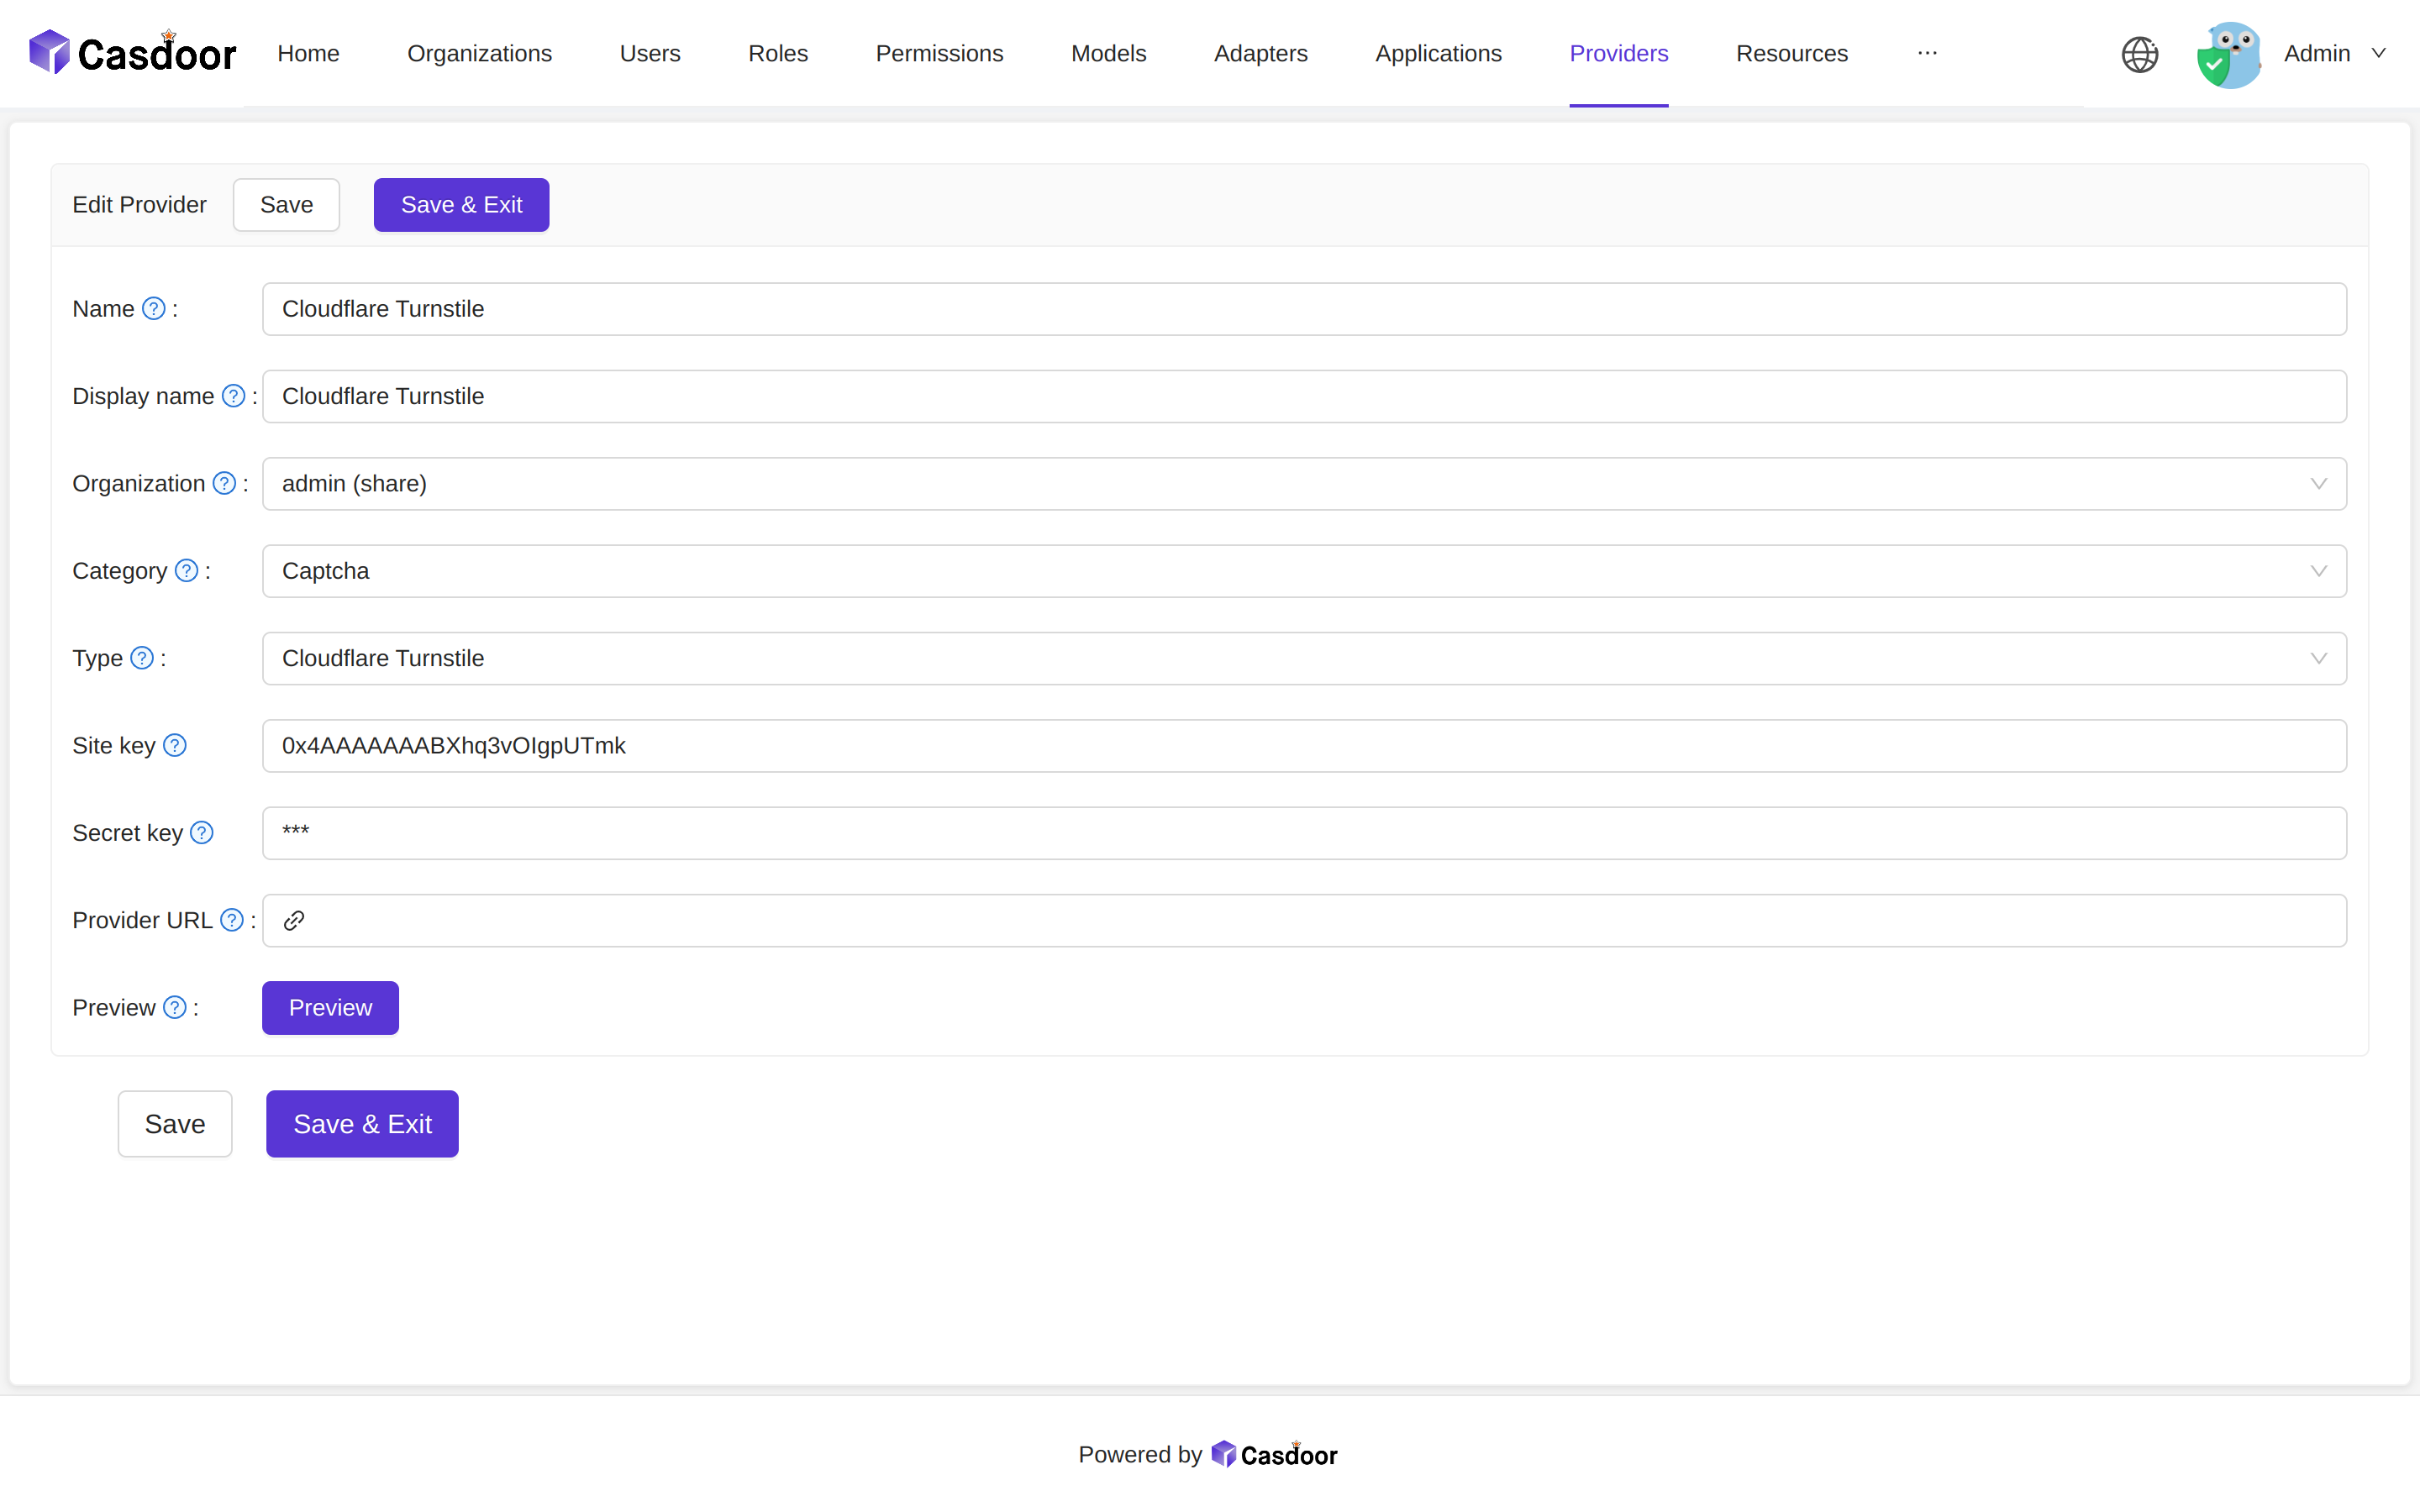 Casdoor Home Organizations Users Roles Permissions Models Adapters Applications Providers Resources ··· Admin
Edit Provider Save Save & Exit
Name ? : Cloudflare Turnstile
Display name ? : Cloudflare Turnstile
Organization ? : admin (share)
Category ? : Captcha
Type ? : Cloudflare Turnstile
Site key ? 0x4AAAAAAABXhq3vOIgpUTmk
Secret key ? ***
Provider URL ? :
Preview ? : Preview
Save Save & Exit
Powered by Casdoor